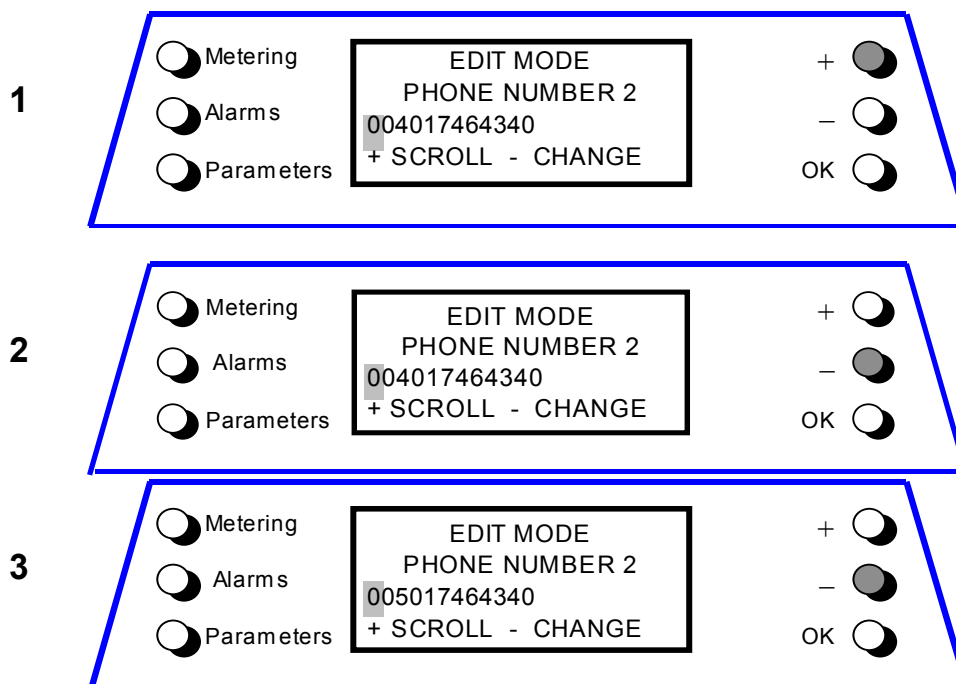 1
Metering
Alarms
Parameters
EDIT MODE
PHONE NUMBER 2
004017464340
+ SCROLL - CHANGE
+
–
OK
2
Metering
Alarms
Parameters
EDIT MODE
PHONE NUMBER 2
004017464340
+ SCROLL - CHANGE
+
–
OK
3
Metering
Alarms
Parameters
EDIT MODE
PHONE NUMBER 2
005017464340
+ SCROLL - CHANGE
+
–
OK